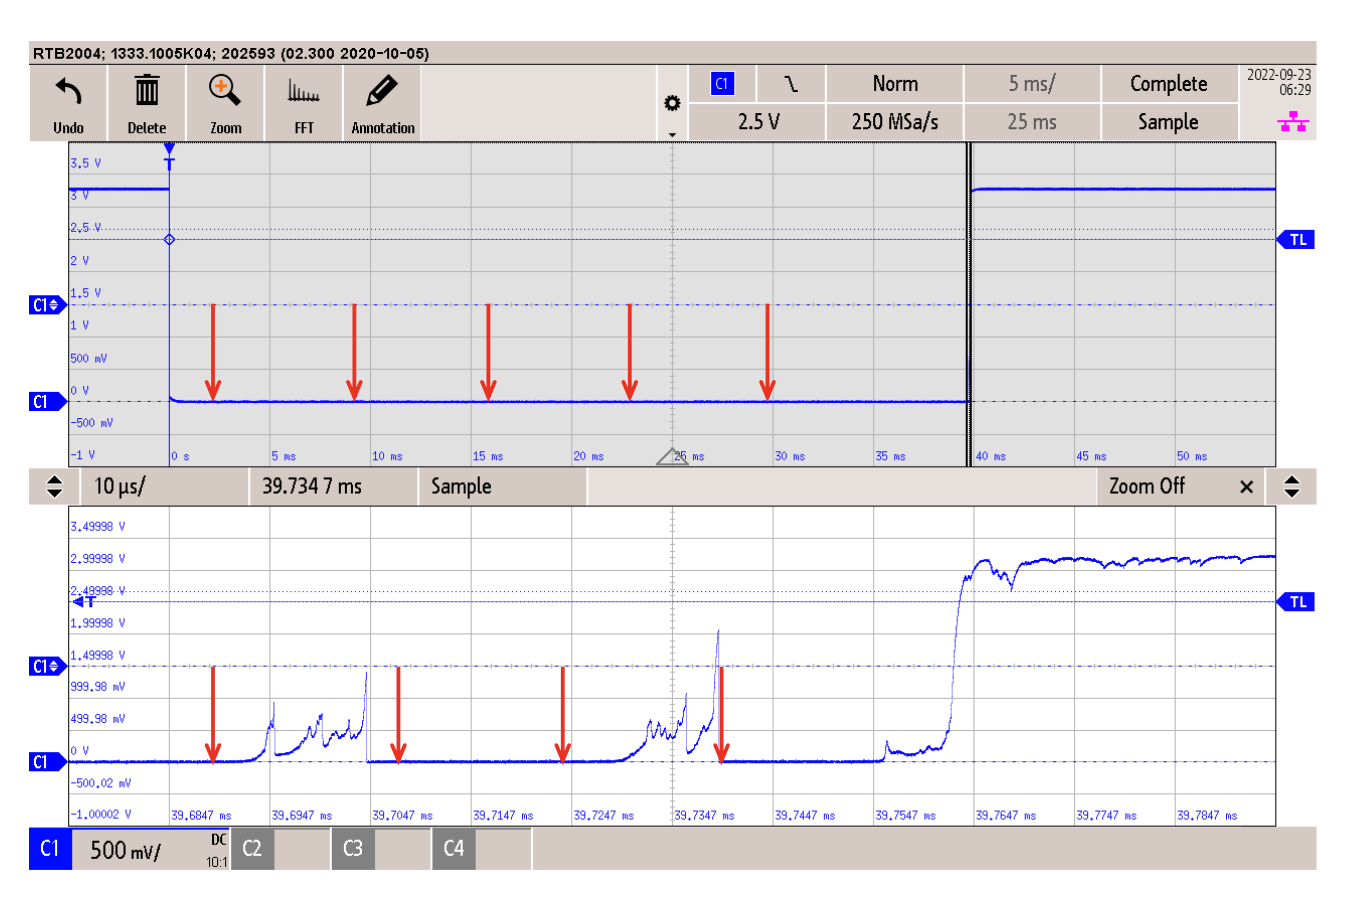 RTB2004; 1333.1005K04; 202593 (02.300 2020-10-05)
Undo Delete Zoom FFT Annotation
C1 Norm 5 ms/ Complete 2022-09-23
06:29
2.5 V 250 MSa/s 25 ms Sample
3.5 V
T
3 V
2.5 V
TL
2 V
1.5 V
C1
1 V
500 mV
0 V
C1
-500 mV
-1 V 0 s 5 ms 10 ms 15 ms 20 ms 25 ms 30 ms 35 ms 40 ms 45 ms 50 ms
10 µs/ 39.734 7 ms Sample Zoom Off ×
3.49998 V
2.99998 V
2.49998 V
T TL
1.99998 V
1.49998 V
C1
999.98 mV
499.98 mV
0 V
C1
-500.02 mV
-1.00002 V 39.6847 ms 39.6947 ms 39.7047 ms 39.7147 ms 39.7247 ms 39.7347 ms 39.7447 ms 39.7547 ms 39.7647 ms 39.7747 ms 39.7847 ms
C1 500 mV/ DC C2 C3 C4
10:1